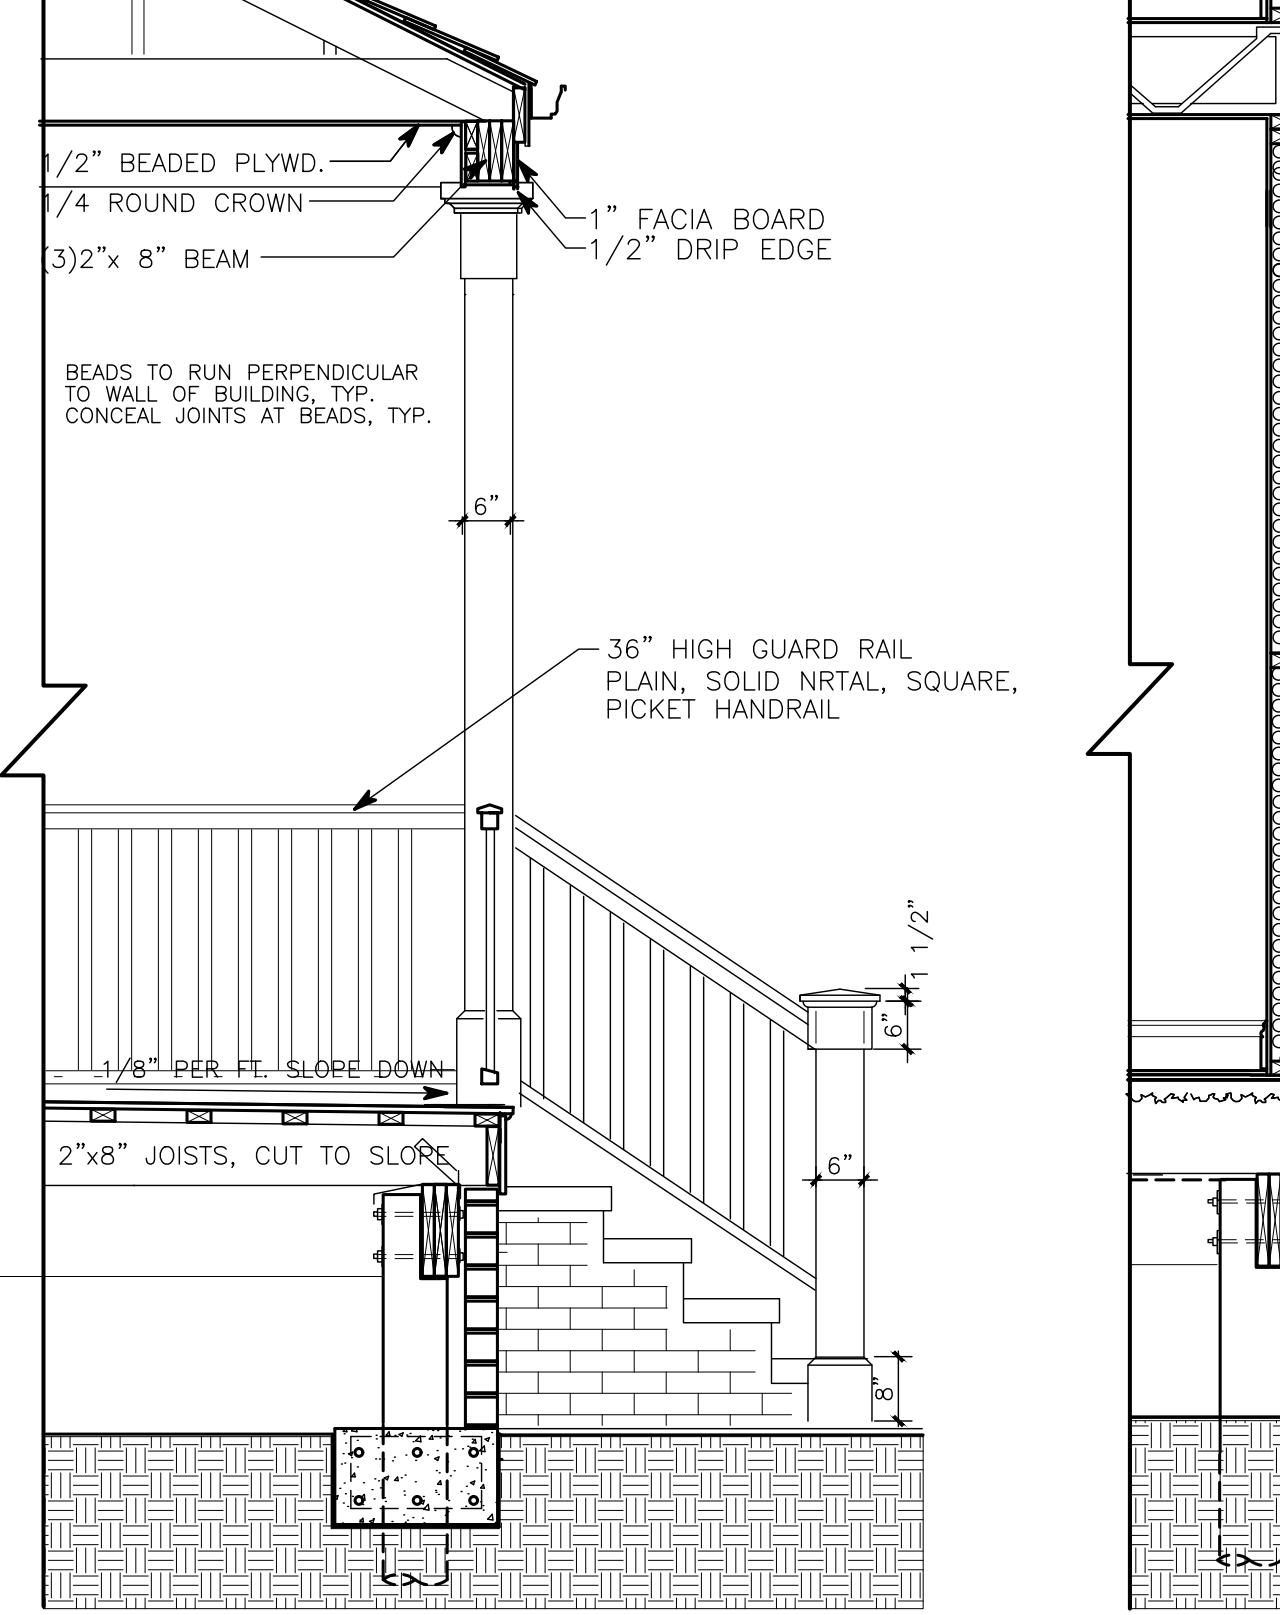 1/2" BEADED PLYWD.
1/4 ROUND CROWN
(3)2"x 8" BEAM
1" FACIA BOARD
1/2" DRIP EDGE
BEADS TO RUN PERPENDICULAR
TO WALL OF BUILDING, TYP.
CONCEAL JOINTS AT BEADS, TYP.
6"
36" HIGH GUARD RAIL
PLAIN, SOLID NRTAL, SQUARE,
PICKET HANDRAIL
1 1/2"
6"
1/8" PER FT. SLOPE DOWN
2"x8" JOISTS, CUT TO SLOPE
6"
8"